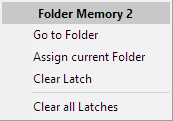 Folder Memory 2
Go to Folder
Assign current Folder
Clear Latch
Clear all Latches